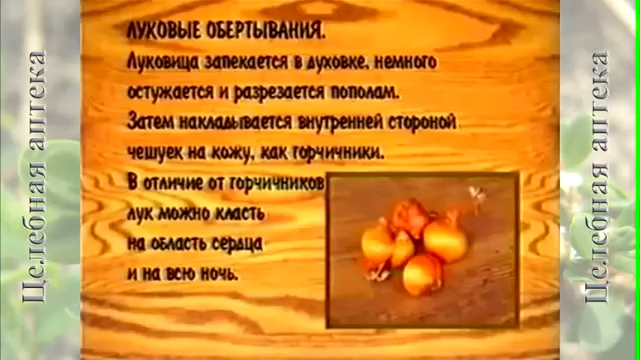 ЛУКОВЫЕ ОБЕРТЫВАНИЯ.
Луковица запекается в духовке, немного
остужается и разрезается пополам.
Затем накладывается внутренней стороной
чешуек на кожу, как горчичники.
В отличие от горчичников
лук можно класть
на область сердца
и на всю ночь.
Целебная аптека
Целебная аптека